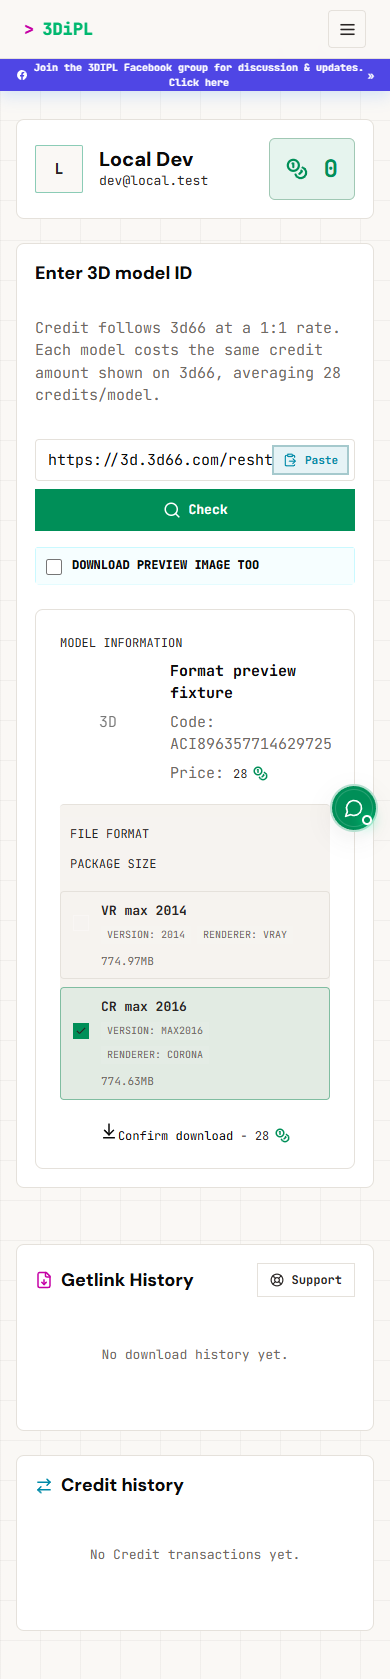 > 3DiPL
Join the 3DIPL Facebook group for discussion & updates. »
Click here
L
Local Dev
dev@local.test
0
Enter 3D model ID
Credit follows 3d66 at a 1:1 rate.
Each model costs the same credit
amount shown on 3d66, averaging 28
credits/model.
https://3d.3d66.com/resht
Paste
Check
DOWNLOAD PREVIEW IMAGE TOO
MODEL INFORMATION
3D
Format preview
fixture
Code:
ACI896357714629725
Price: 28
FILE FORMAT
PACKAGE SIZE
VR max 2014
VERSION: 2014 RENDERER: VRAY
774.97MB
CR max 2016
VERSION: MAX2016
RENDERER: CORONA
774.63MB
Confirm download - 28
Getlink History
Support
No download history yet.
Credit history
No Credit transactions yet.